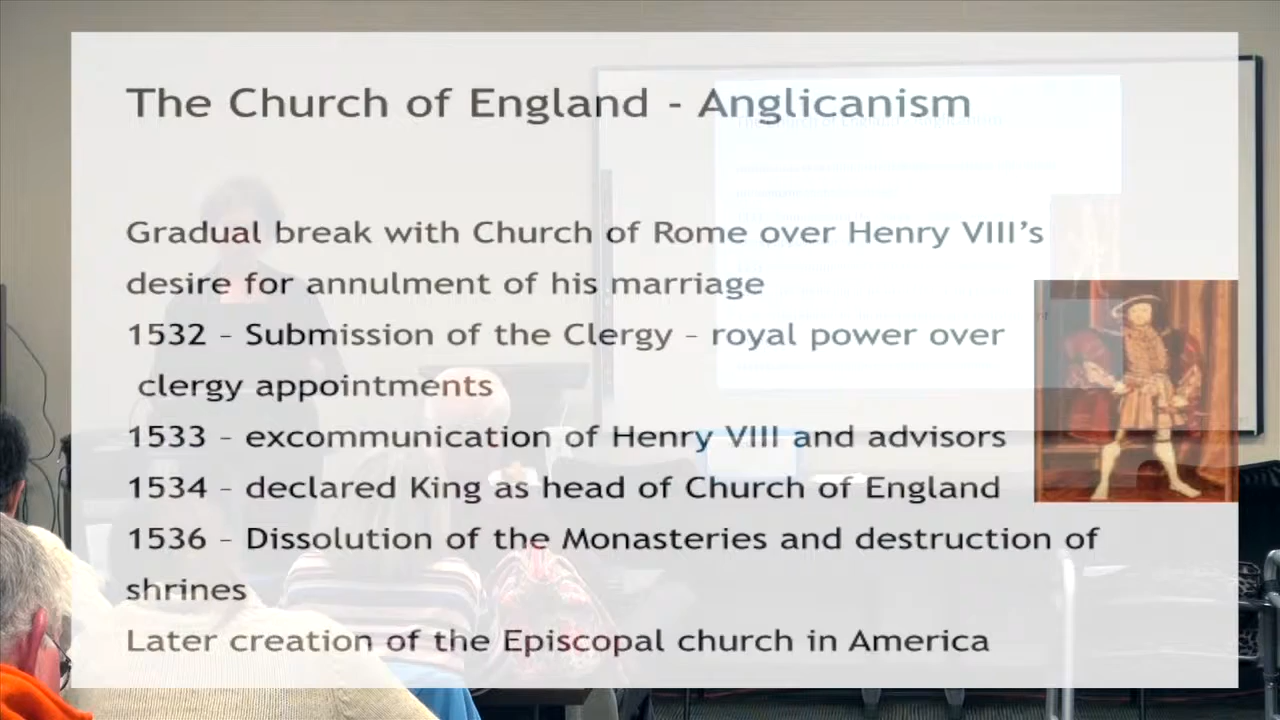 The Church of England - Anglicanism
Gradual break with Church of Rome over Henry VIII's
desire for annulment of his marriage
1532 – Submission of the Clergy – royal power over
clergy appointments
1533 – excommunication of Henry VIII and advisors
1534 – declared King as head of Church of England
1536 – Dissolution of the Monasteries and destruction of
shrines
Later creation of the Episcopal church in America